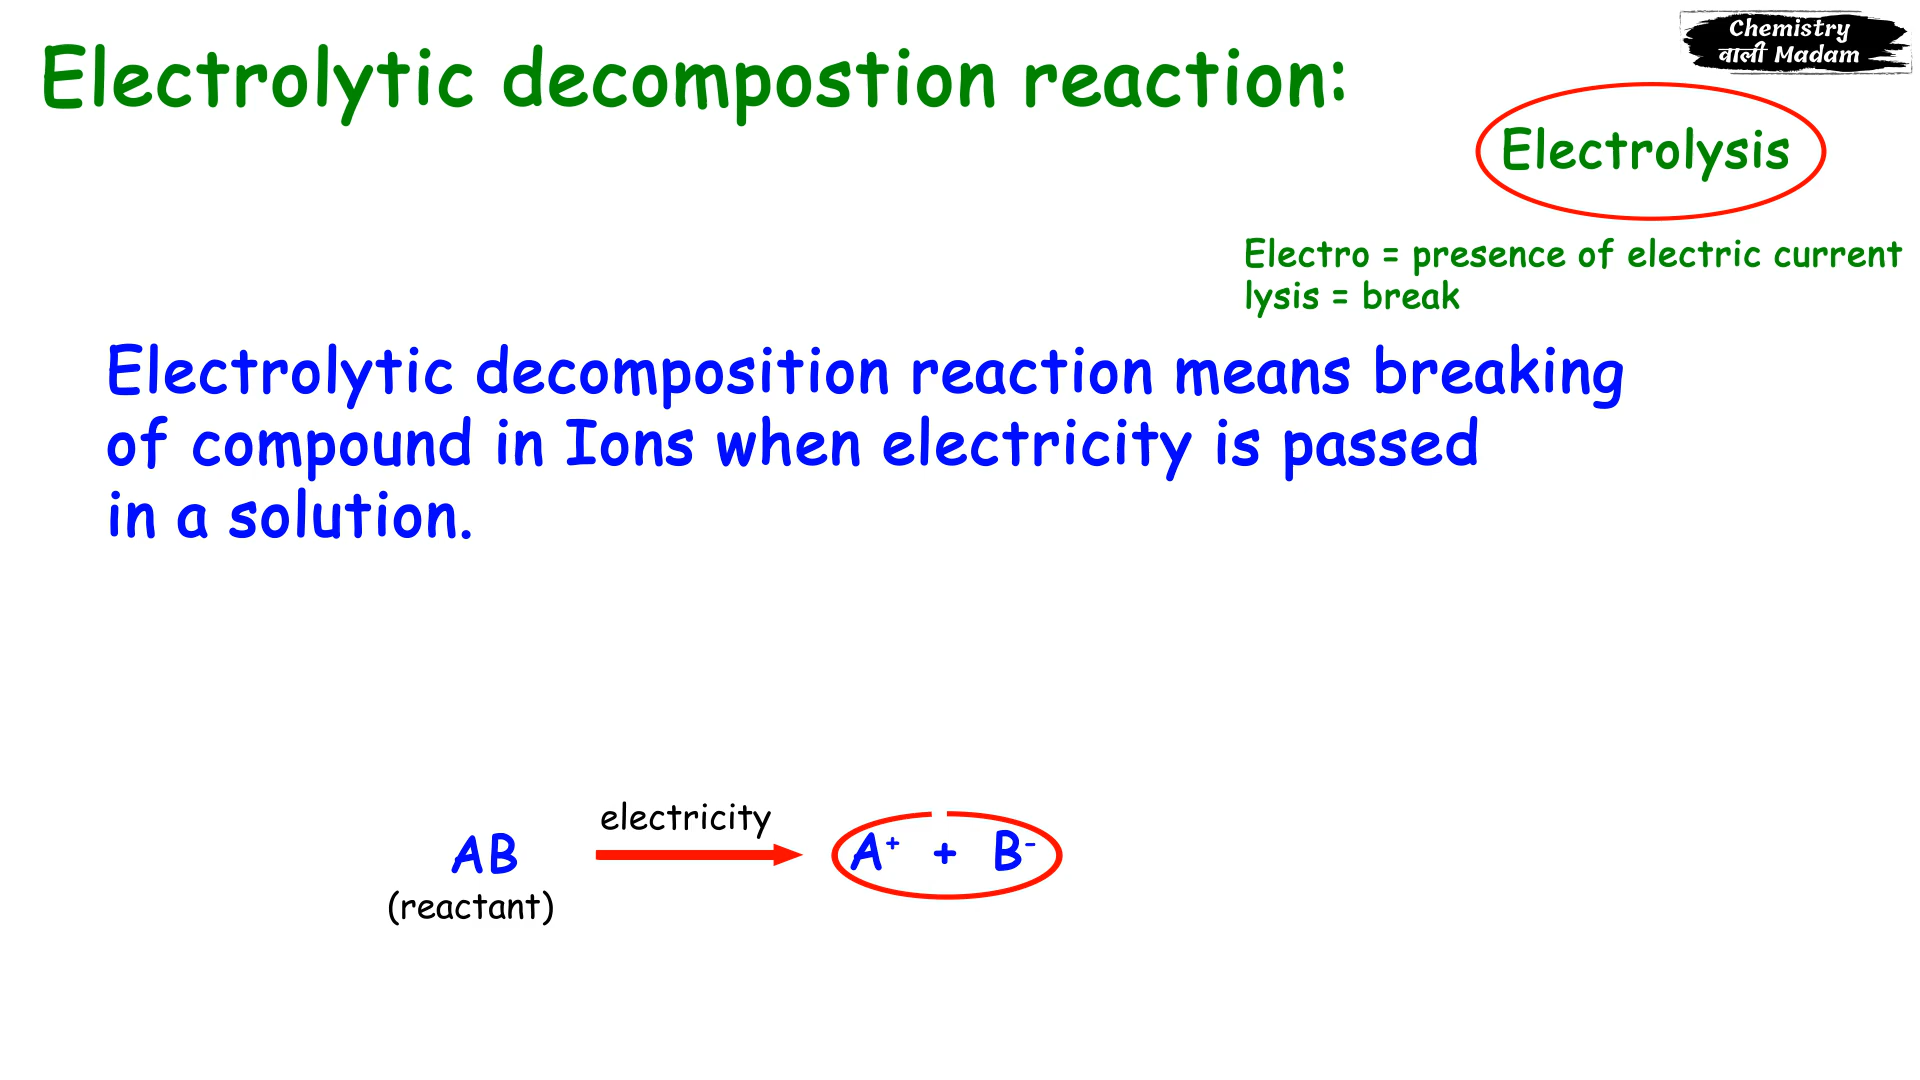 Chemistry
वाली Madam
Electrolytic decompostion reaction:
Electrolysis
Electro = presence of electric current
lysis = break
Electrolytic decomposition reaction means breaking
of compound in Ions when electricity is passed
in a solution.
electricity
AB
A⁺ + B⁻
(reactant)